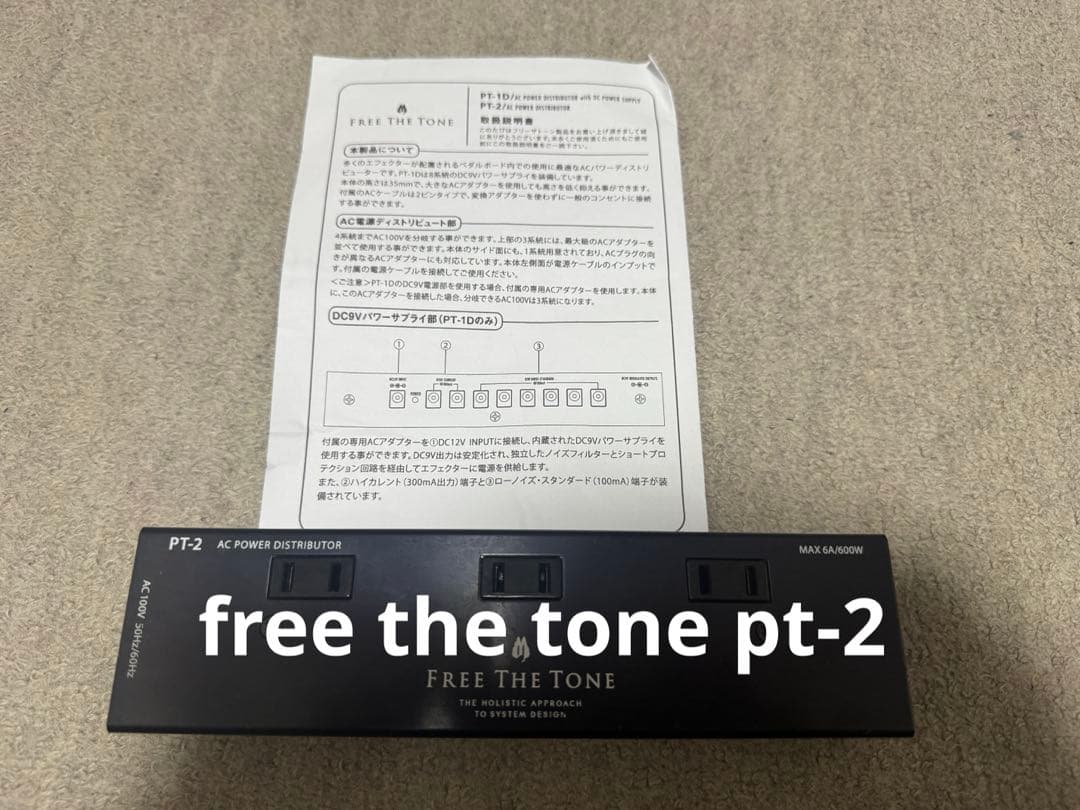 FREE THE TONE
PT-1D/AC POWER DISTRIBUTOR with DC POWER SUPPLY
PT-2/AC POWER DISTRIBUTOR
取扱説明書
このたびはフリーザトーン製品をお買い上げ頂きまして誠
にありがとうございます。末永くご使用頂くためにもご使用
前にこの取扱説明書をご一読下さい。
本製品について
多くのエフェクターが配置されるペダルボード内での使用に最適なACパワーディストリ
ビューターです。PT-1Dは8系統のDC9Vパワーサプライを装備しています。
本体の高さは35mmで、大きなACアダプターを使用しても高さを低く抑える事ができます。
付属のACケーブルは2ピンタイプで、変換アダプターを使わずに一般のコンセントに接続
する事ができます。
AC電源ディストリビュート部
4系統までAC100Vを分岐する事ができます。上部の3系統には、最大級のACアダプターを
並べて使用する事ができます。本体のサイド面にも、1系統用意されており、ACプラグの向
きが異なるACアダプターにも対応しています。本体左側面が電源ケーブルのインプットで
す。付属の電源ケーブルを接続してご使用ください。
<ご注意>PT-1DのDC9V電源部を使用する場合、付属の専用ACアダプターを使用します。本体
に、このACアダプターを接続した場合、分岐できるAC100Vは3系統になります。
DC9Vパワーサプライ部(PT-1Dのみ)
① ② ③
付属の専用ACアダプターを①DC12V INPUTに接続し、内蔵されたDC9Vパワーサプライを
使用する事ができます。DC9V出力は安定化され、独立したノイズフィルターとショートプロ
テクション回路を経由してエフェクターに電源を供給します。
また、②ハイカレント(300mA出力)端子と③ローノイズ・スタンダード(100mA)端子が装
備されています。
PT-2 AC POWER DISTRIBUTOR
MAX 6A/600W
AC100V 50Hz/60Hz
free the tone pt-2
FREE THE TONE
THE HOLISTIC APPROACH
TO SYSTEM DESIGN